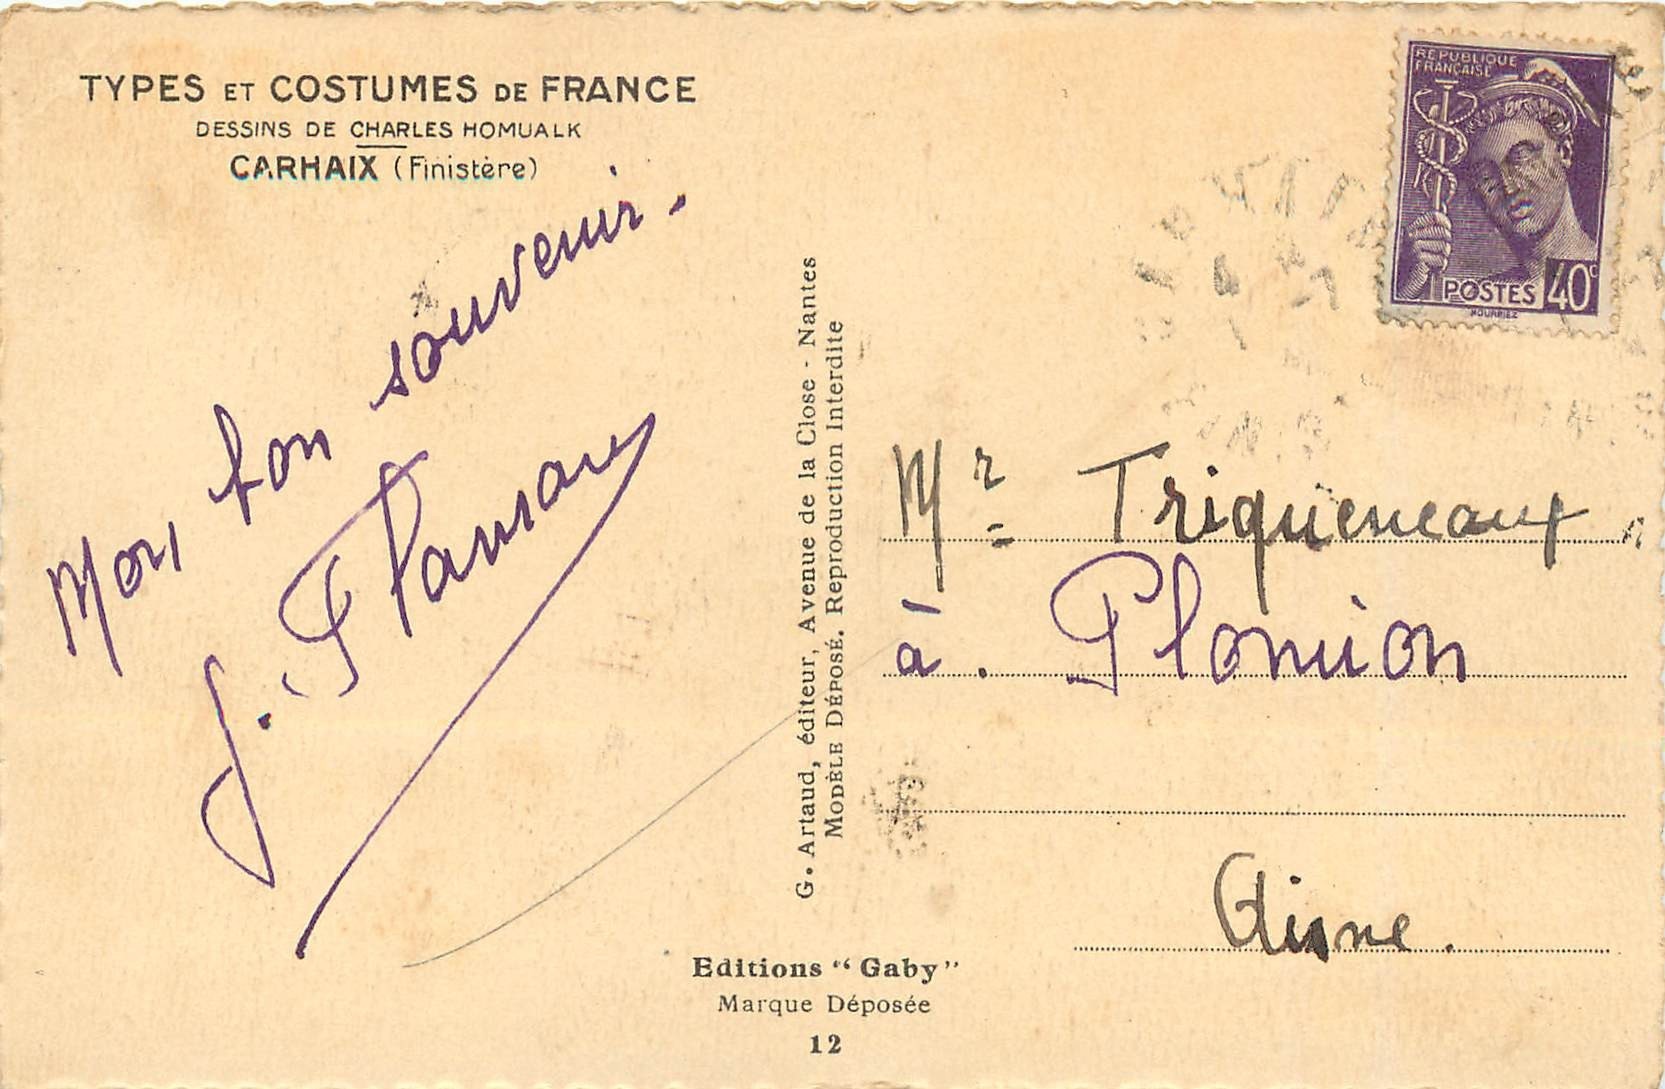 TYPES ET COSTUMES DE FRANCE
DESSINS DE CHARLES HOMUALK
CARHAIX (Finistère)
Mon bon souvenir.
J.
G. Artaud, éditeur, Avenue de la Close - Nantes
MODÈLE DÉPOSÉ. Reproduction Interdite
Editions "Gaby"
Marque Déposée
12
REPUBLIQUE
FRANÇAISE
POSTES 40c
Mr Triqueneaux
à. Plomion
Aisne.